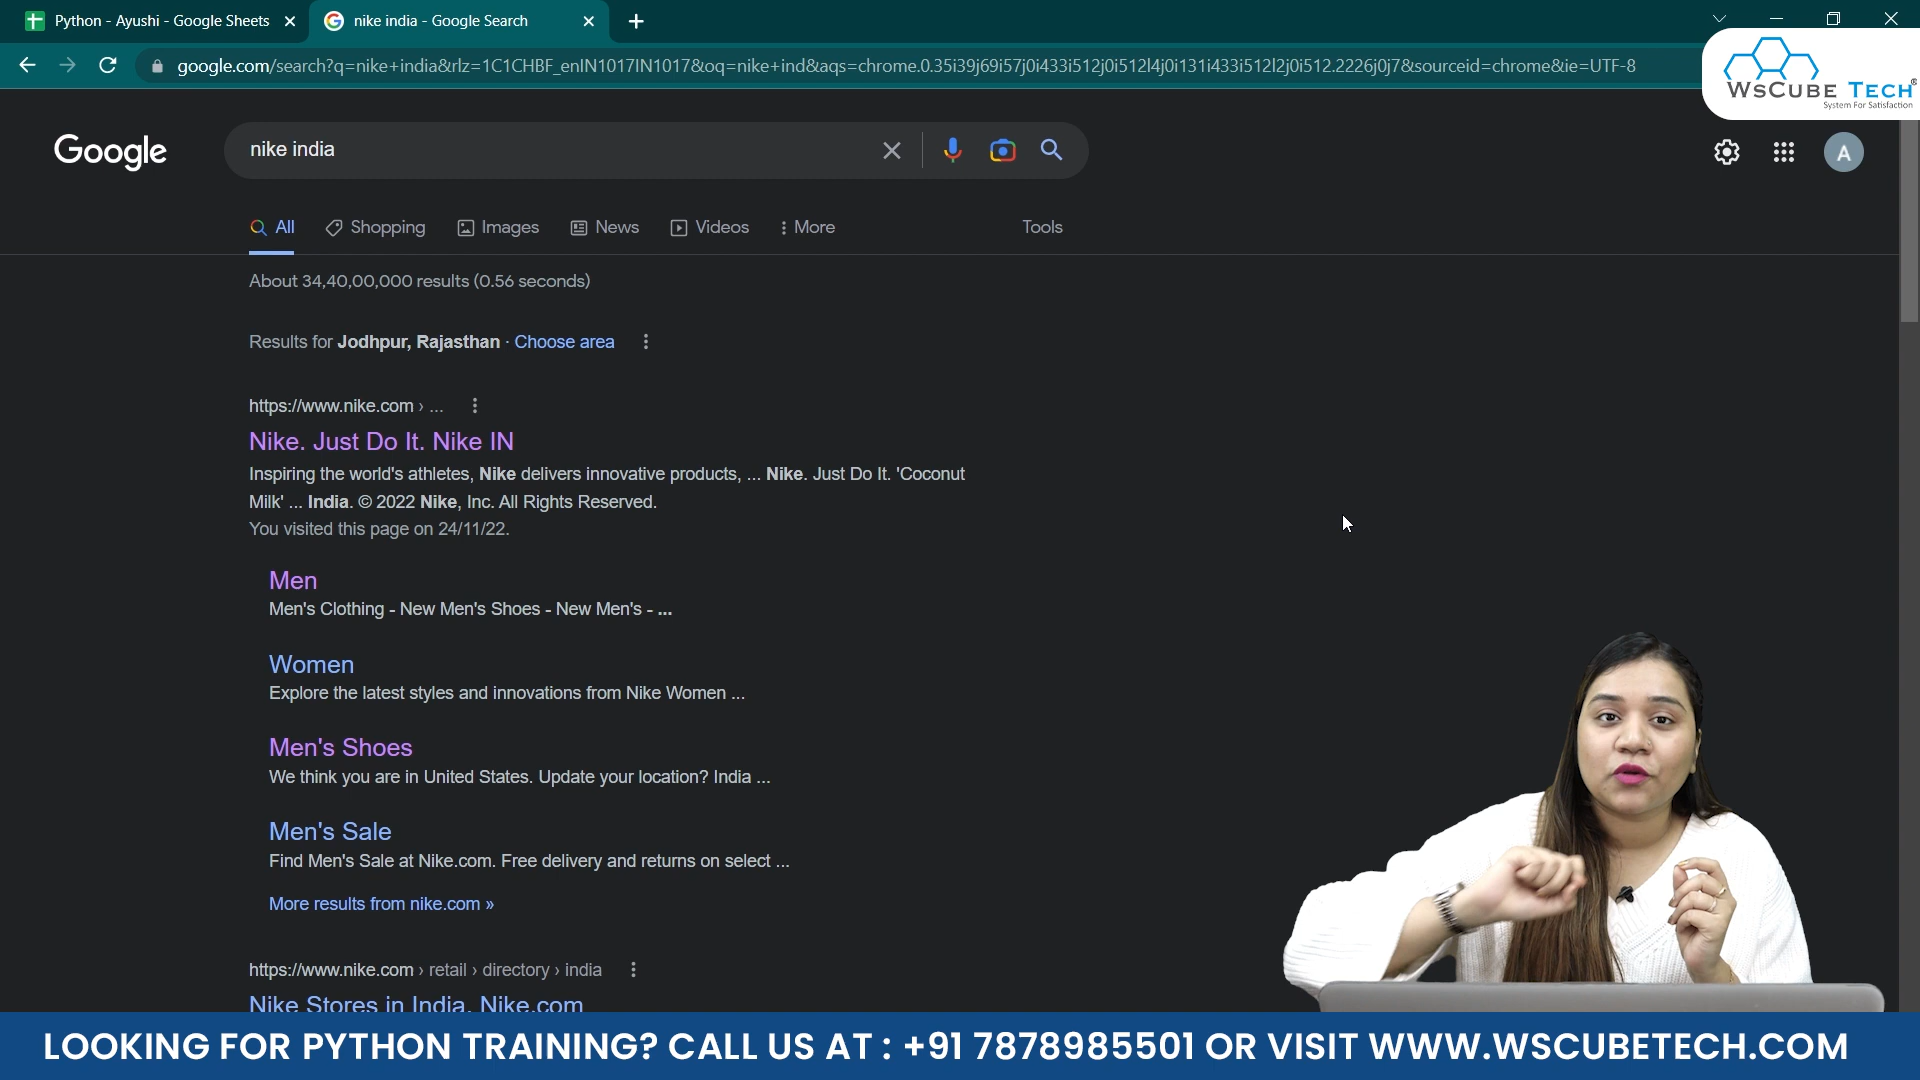 Python - Ayushi - Google Sheets
nike india - Google Search
google.com/search?q=nike+india&rlz=1C1CHBF_enIN1017IN1017&oq=nike+ind&aqs=chrome.0.35i39j69i57j0i433i512j0i512l4j0i131i433i512l2j0i512.2226j0j7&sourceid=chrome&ie=UTF-8
WsCube Tech®
System For Satisfaction
Google
nike india
A
All
Shopping
Images
News
Videos
More
Tools
About 34,40,00,000 results (0.56 seconds)
Results for Jodhpur, Rajasthan · Choose area
https://www.nike.com › ...
Nike. Just Do It. Nike IN
Inspiring the world's athletes, Nike delivers innovative products, ... Nike. Just Do It. 'Coconut
Milk' ... India. © 2022 Nike, Inc. All Rights Reserved.
You visited this page on 24/11/22.
Men
Men's Clothing - New Men's Shoes - New Men's - ...
Women
Explore the latest styles and innovations from Nike Women ...
Men's Shoes
We think you are in United States. Update your location? India ...
Men's Sale
Find Men's Sale at Nike.com. Free delivery and returns on select ...
More results from nike.com »
https://www.nike.com › retail › directory › india
Nike Stores in India. Nike.com
LOOKING FOR PYTHON TRAINING? CALL US AT : +91 7878985501 OR VISIT WWW.WSCUBETECH.COM